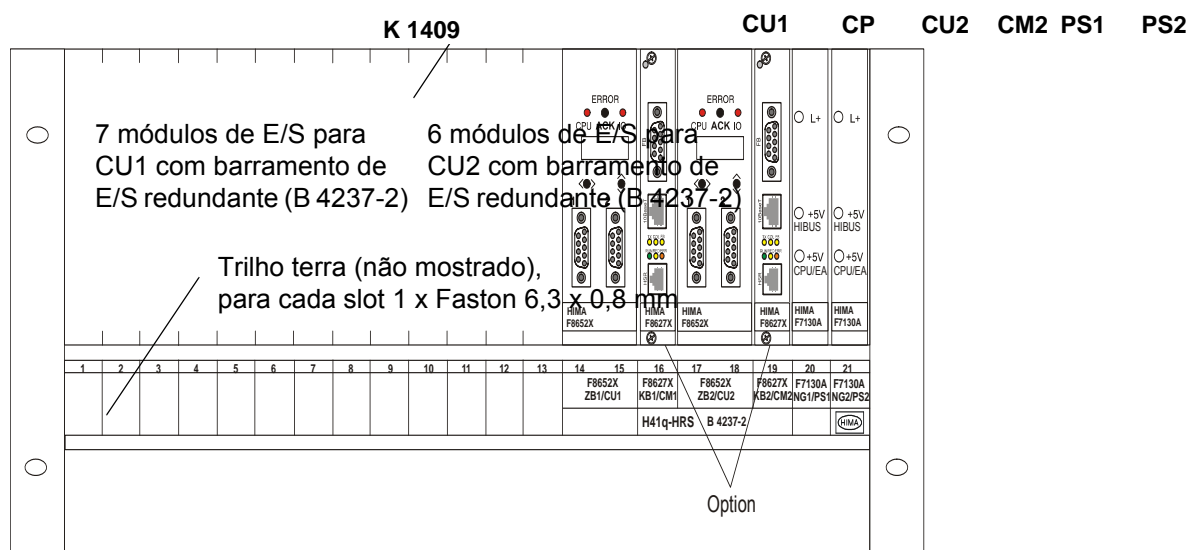 K 1409
CU1 CP CU2 CM2 PS1 PS2
ERROR ERROR
CPU ACK IO CPU ACK IO
L+ L+
7 módulos de E/S para
CU1 com barramento de
E/S redundante (B 4237-2)
6 módulos de E/S para
CU2 com barramento de
E/S redundante (B 4237-2)
FB FB
+5V +5V
HIBUS HIBUS
+5V +5V
CPU/EA CPU/EA
HSR HSR
Trilho terra (não mostrado),
para cada slot 1 x Faston 6,3 x 0,8 mm
HIMA HIMA HIMA HIMA HIMA HIMA
F8652X F8627X F8652X F8627X F7130A F7130A
1 2 3 4 5 6 7 8 9 10 11 12 13 14 15 16 17 18 19 20 21
F8652X F8627X F8652X F8627X F7130A F7130A
ZB1/CU1 KB1/CM1 ZB2/CU2 KB2/CM2 NG1/PS1 NG2/PS2
H41q-HRS B 4237-2 HIMA
Option